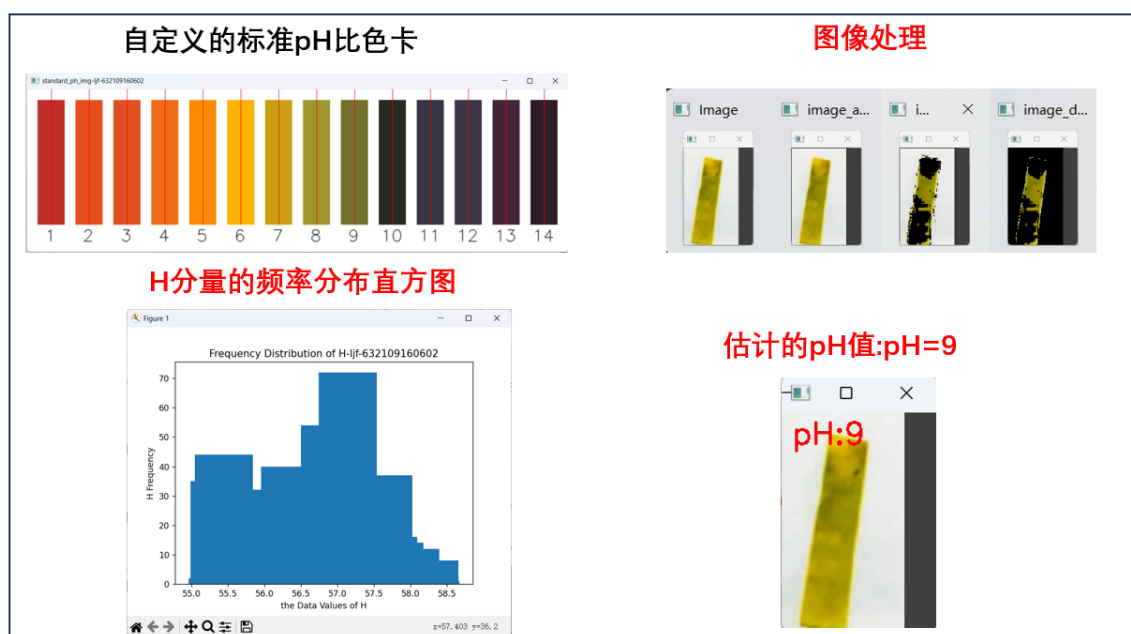 自定义的标准pH比色卡
standard_ph_img-ljf-632109160602
1 2 3 4 5 6 7 8 9 10 11 12 13 14
图像处理
Image image_a... i... image_d...
H分量的频率分布直方图
Figure 1
Frequency Distribution of H-ljf-632109160602
70
60
50
40
30
20
10
0
H Frequency
55.0 55.5 56.0 56.5 57.0 57.5 58.0 58.5
the Data Values of H
x=57.403 y=36.2
估计的pH值:pH=9
pH:9